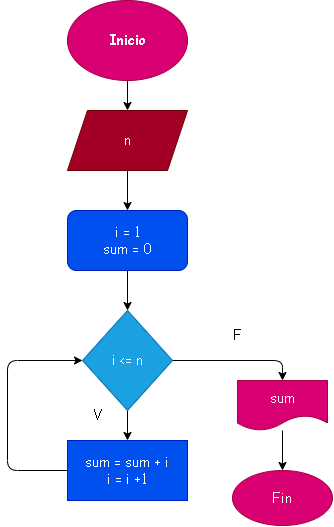 Inicio
n
i = 1
sum = 0
i <= n
F
sum
V
sum = sum + i
i = i +1
Fin